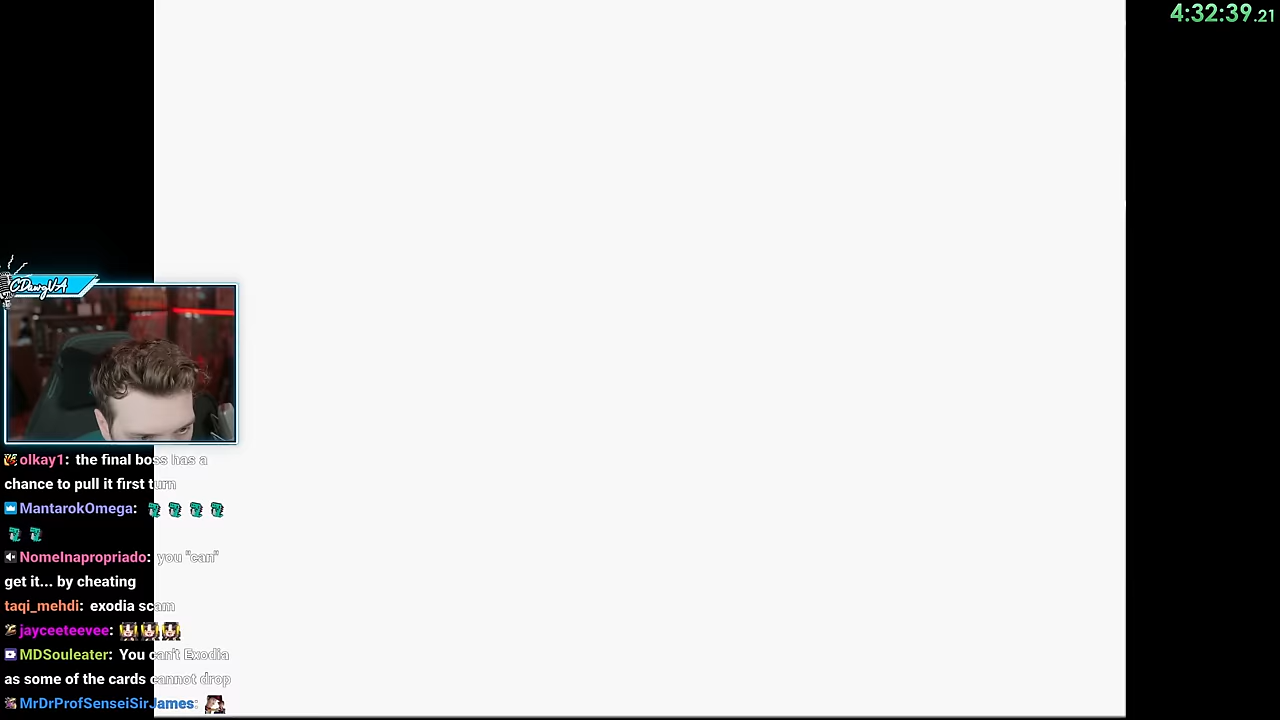 4:32:39.21
CDawgVA
olkay1: the final boss has a
chance to pull it first turn
MantarokOmega:
NomeInapropriado: you "can"
get it... by cheating
taqi_mehdi: exodia scam
jayceeteevee:
MDSouleater: You can't Exodia
as some of the cards cannot drop
MrDrProfSenseiSirJames: